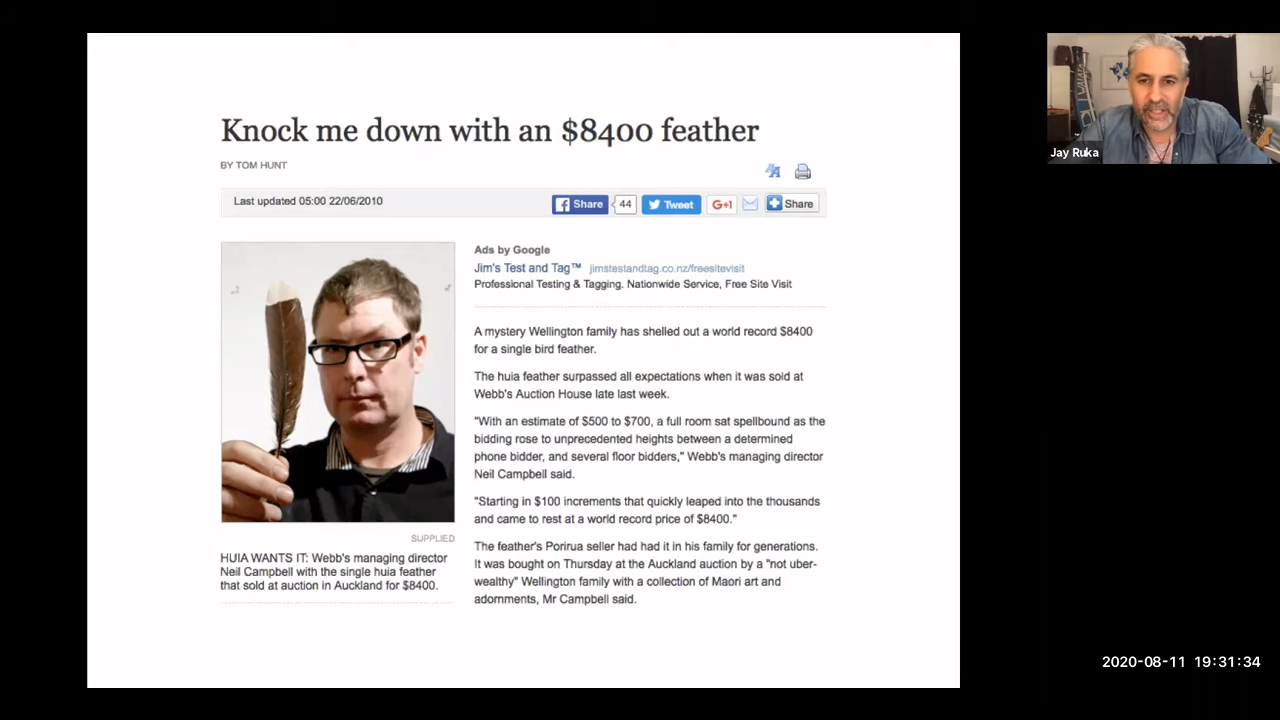 Knock me down with an $8400 feather
BY TOM HUNT
Last updated 05:00 22/06/2010
Share
44
Tweet
G+1
Share
SUPPLIED
HUIA WANTS IT: Webb's managing director
Neil Campbell with the single huia feather
that sold at auction in Auckland for $8400.
Ads by Google
Jim's Test and Tag™ jimstestandtag.co.nz/freesitevisit
Professional Testing & Tagging. Nationwide Service, Free Site Visit
A mystery Wellington family has shelled out a world record $8400
for a single bird feather.
The huia feather surpassed all expectations when it was sold at
Webb's Auction House late last week.
"With an estimate of $500 to $700, a full room sat spellbound as the
bidding rose to unprecedented heights between a determined
phone bidder, and several floor bidders," Webb's managing director
Neil Campbell said.
"Starting in $100 increments that quickly leaped into the thousands
and came to rest at a world record price of $8400."
The feather's Porirua seller had had it in his family for generations.
It was bought on Thursday at the Auckland auction by a "not uber-
wealthy" Wellington family with a collection of Maori art and
adornments, Mr Campbell said.
Jay Ruka
2020-08-11 19:31:34